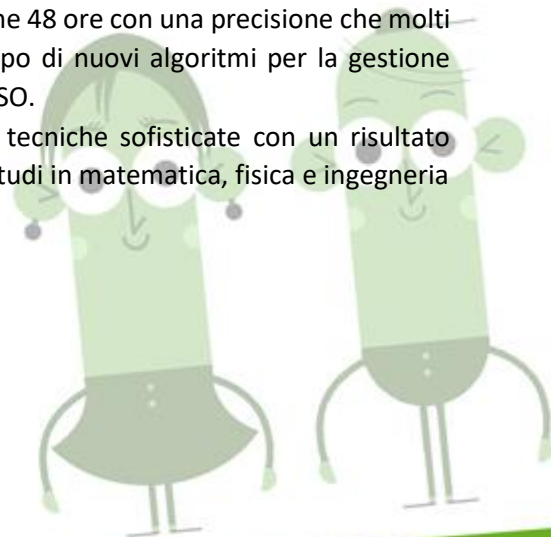 ne 48 ore con una precisione che molti
po di nuovi algoritmi per la gestione
SO.
tecniche sofisticate con un risultato
tudi in matematica, fisica e ingegneria